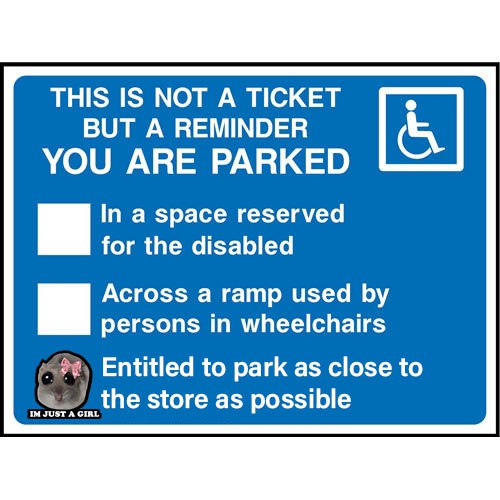 THIS IS NOT A TICKET
BUT A REMINDER
YOU ARE PARKED
In a space reserved
for the disabled
Across a ramp used by
persons in wheelchairs
Entitled to park as close to
the store as possible
IM JUST A GIRL